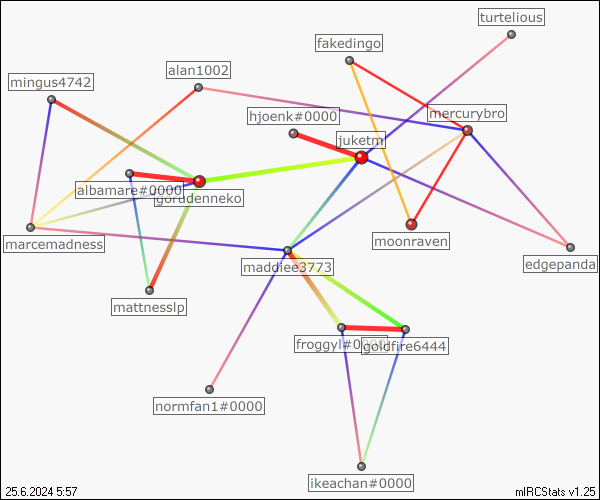 turtelious
fakedingo
alan1002
mingus4742
hjoenk#0000
mercurybro
juketm
albamare#0000
gorudenneko
marcemadness
moonraven
edgepanda
maddiee3773
mattnesslp
froggyl#0000
goldfire6444
normfan1#0000
ikeachan#0000
25.6.2024 5:57
mIRCStats v1.25